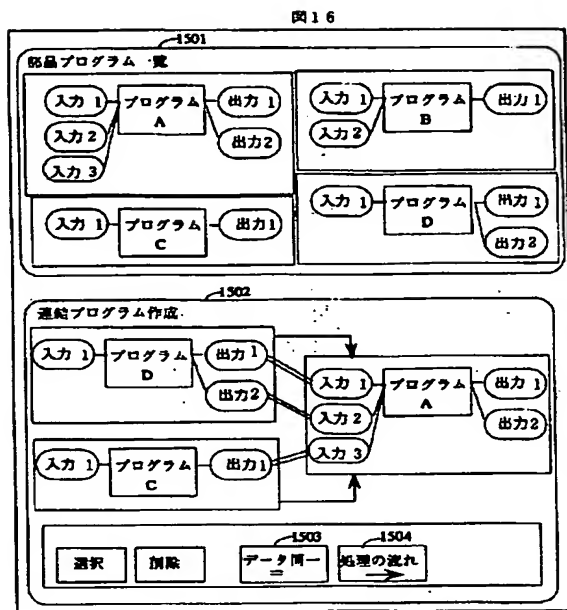 図16
1501
部品プログラム一覧
入力 1
プログラム
A
出力 1
入力 2
出力2
入力 3
入力 1
プログラム
B
出力 1
入力 2
入力 1
プログラム
C
出力1
入力 1
プログラム
D
出力1
出力2
1502
連結プログラム作成
入力 1
プログラム
D
出力 1
出力2
入力 1
プログラム
A
出力 1
入力 2
出力2
入力 3
入力 1
プログラム
C
出力1
選択
削除
1503
データ同一
=
1504
処理の流れ